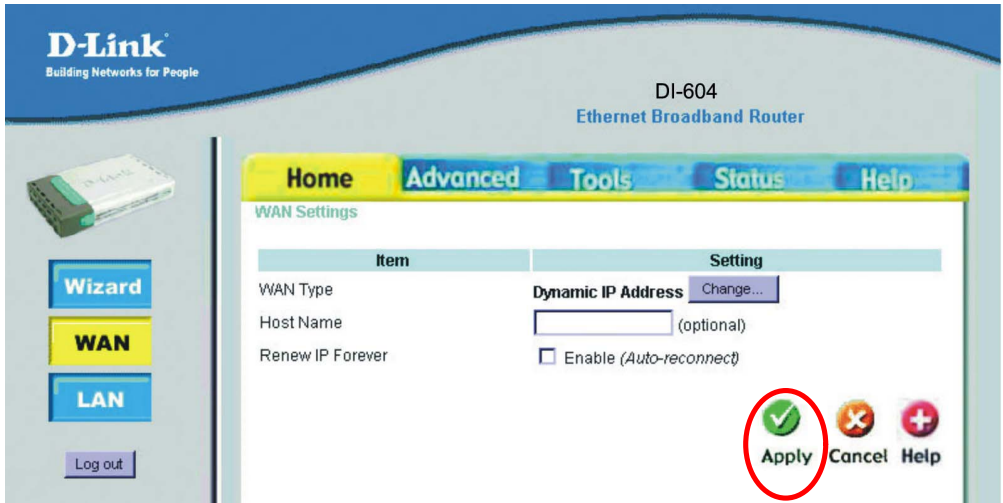 D-Link
Building Networks for People
DI-604
Ethernet Broadband Router
Home Advanced Tools Status Help
WAN Settings
Item Setting
WAN Type Dynamic IP Address Change...
Host Name (optional)
Renew IP Forever Enable (Auto-reconnect)
Wizard
WAN
LAN
Log out
Apply Cancel Help